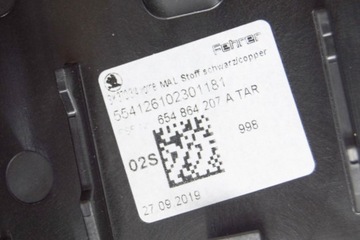 Fehrer
MAL Stoff schwarz/copper
554126102301181
654 864 207 A TAR
998
02S
27.09.2019